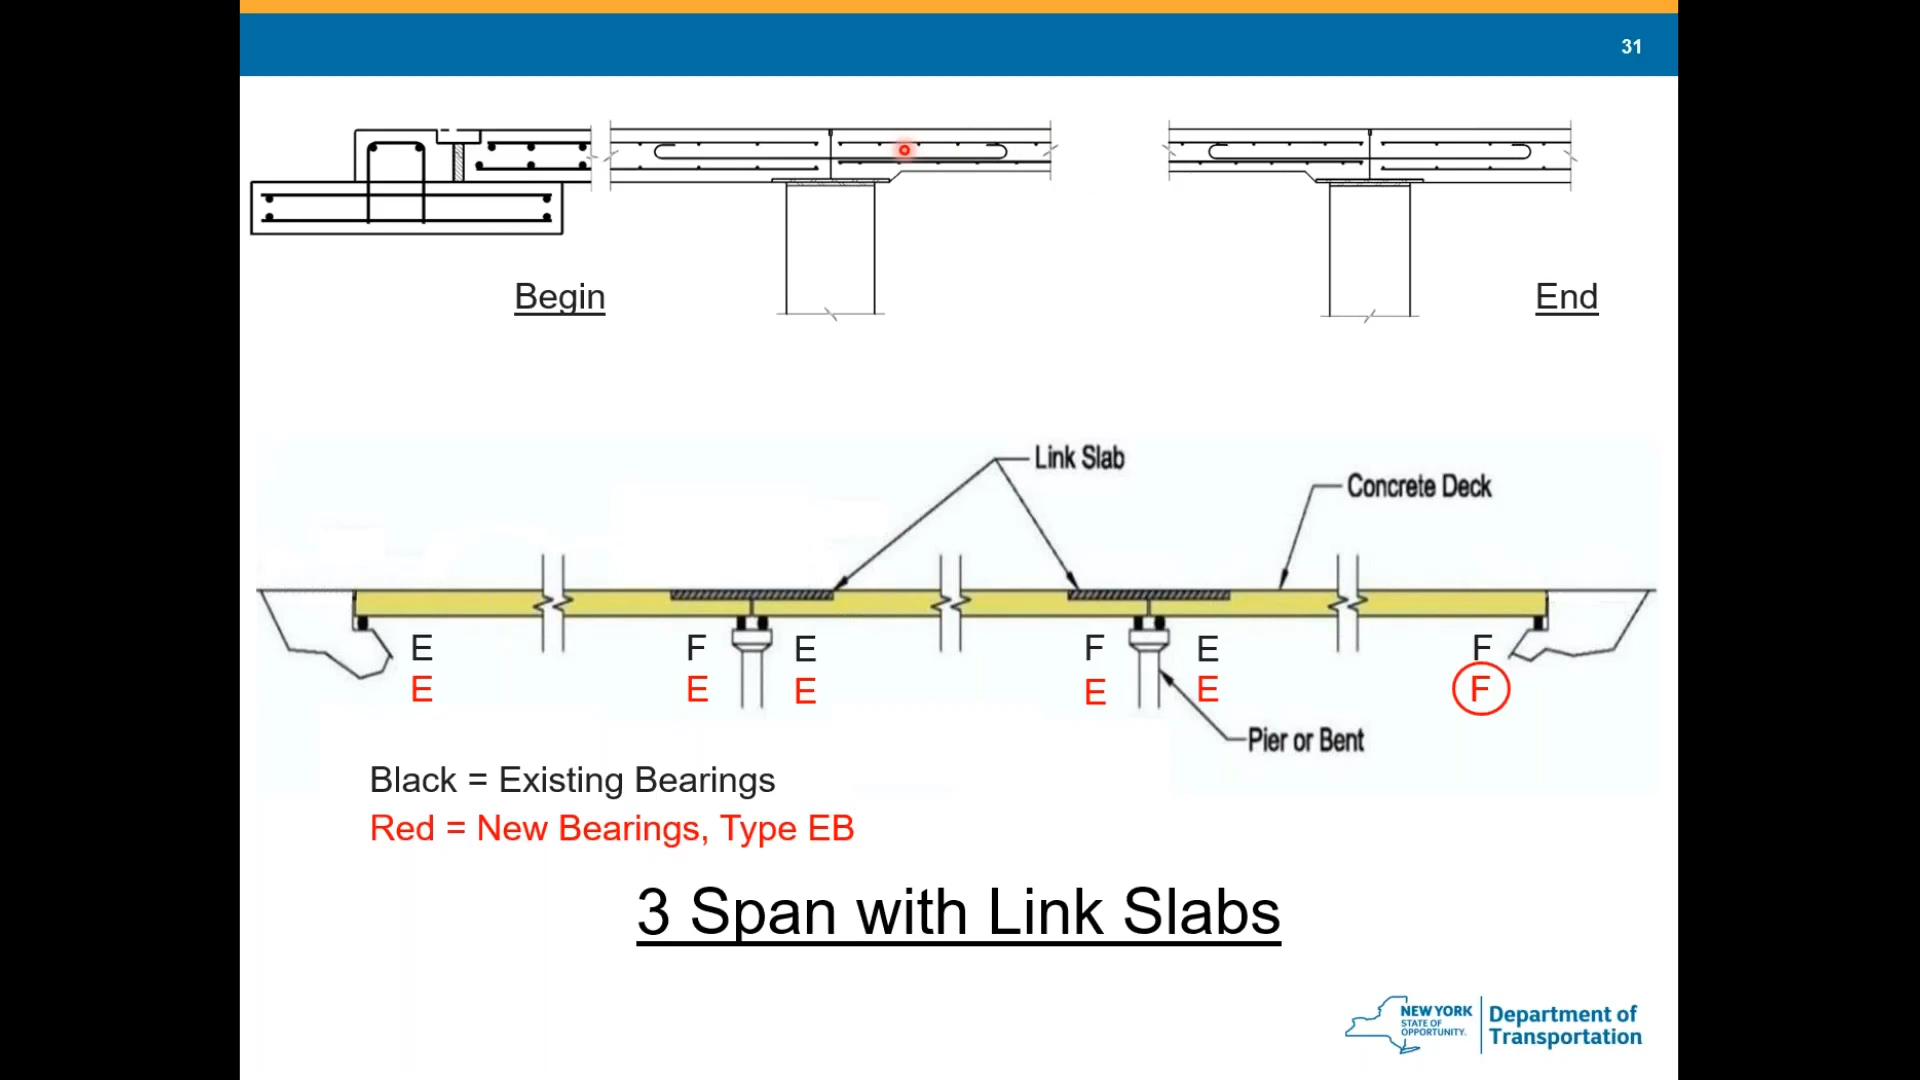 31
Begin
End
Link Slab
Concrete Deck
E F E F E F
E E E E E F
Pier or Bent
Black = Existing Bearings
Red = New Bearings, Type EB
3 Span with Link Slabs
NEW YORK
STATE OF
OPPORTUNITY.
Department of
Transportation